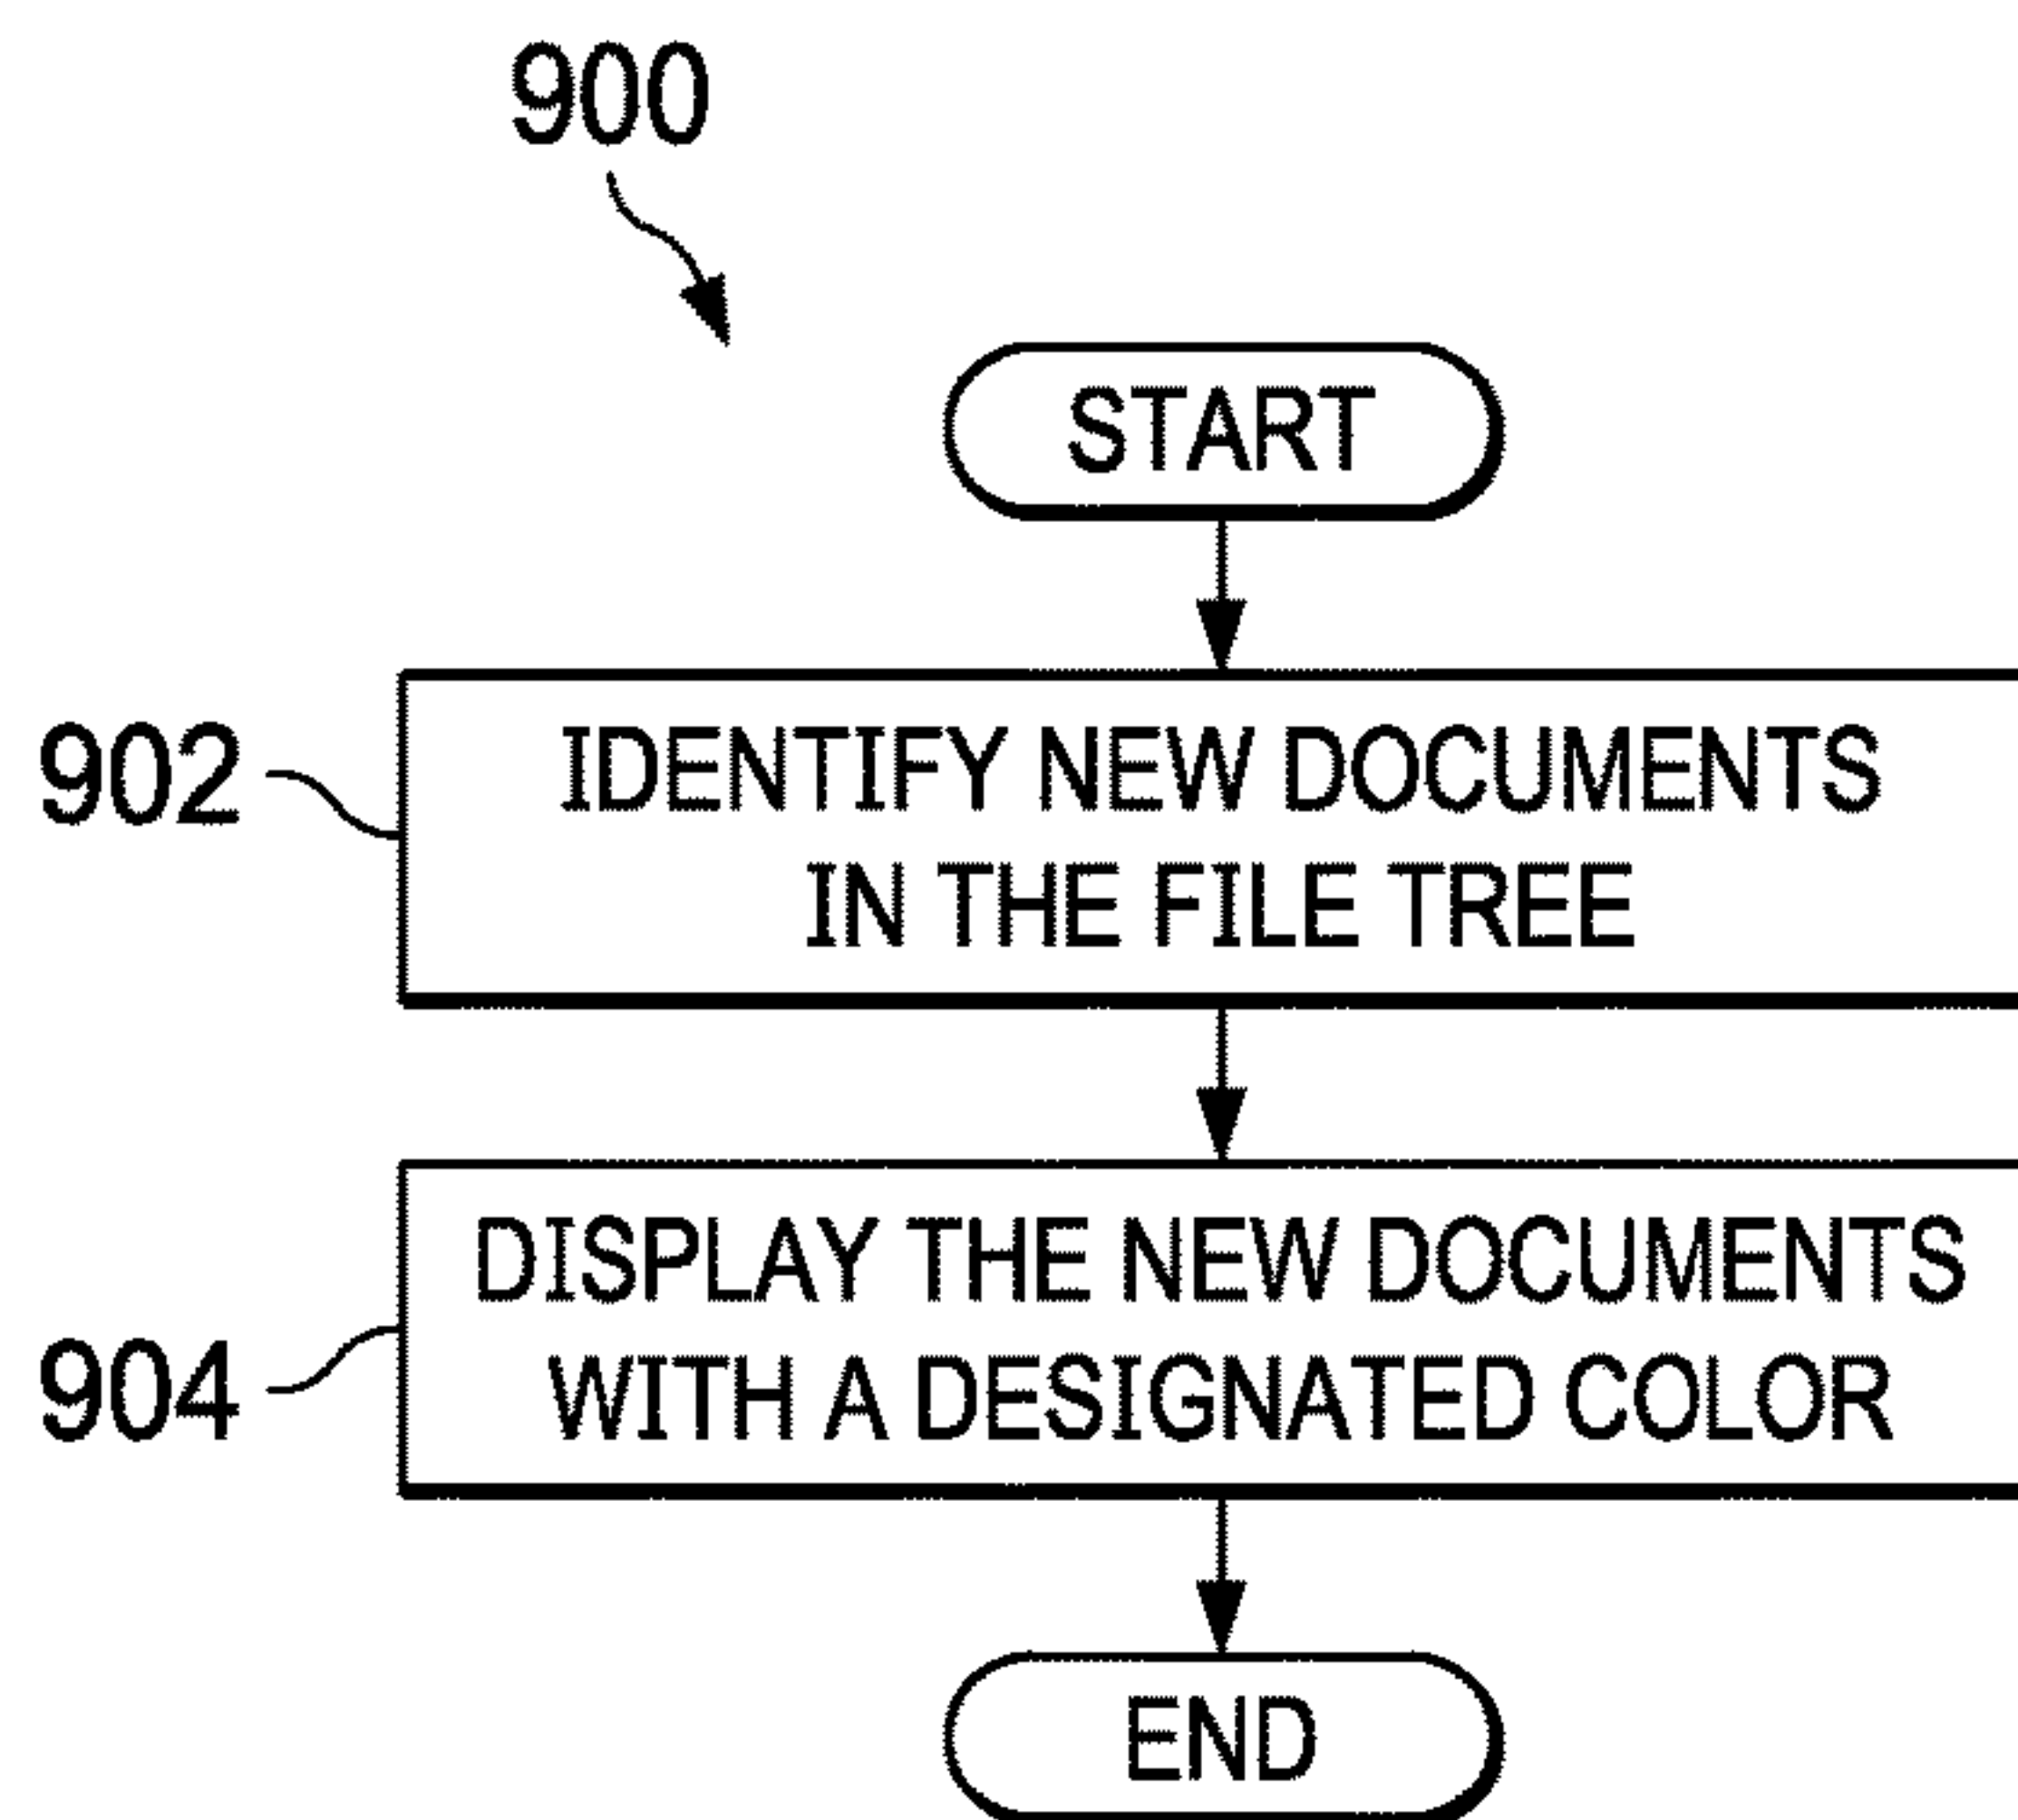 900
START
902
IDENTIFY NEW DOCUMENTS
IN THE FILE TREE
DISPLAY THE NEW DOCUMENTS
904
WITH A DESIGNATED COLOR
END